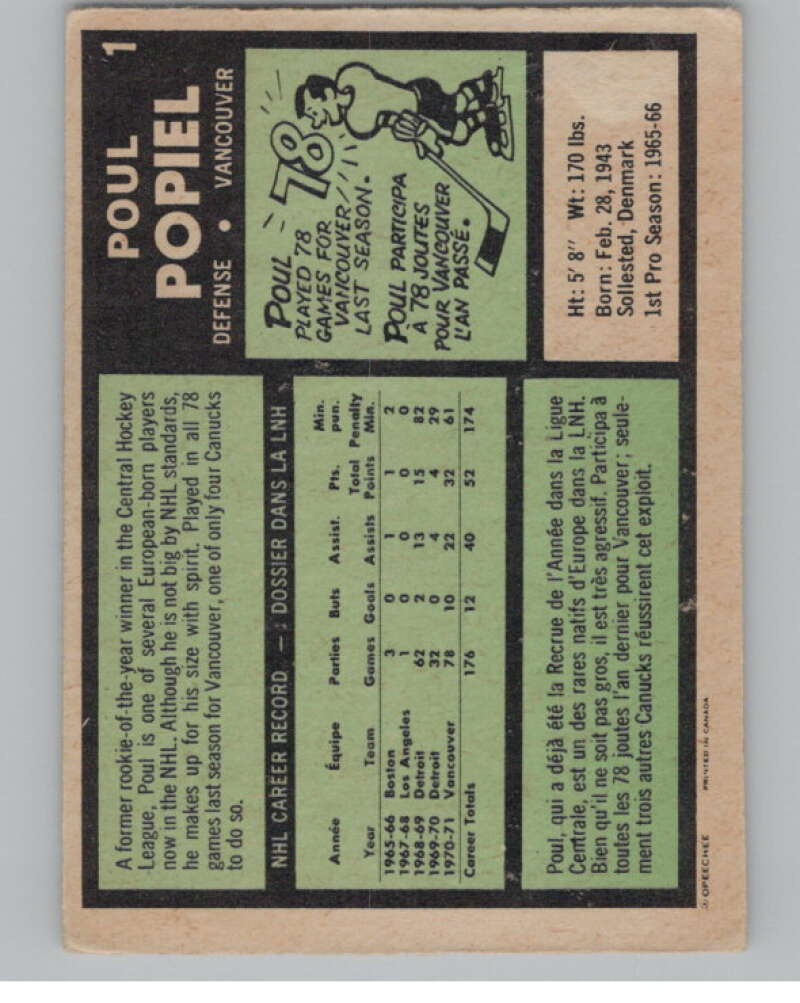 POUL
POPIEL
1
DEFENSE • VANCOUVER
A former rookie-of-the-year winner in the Central Hockey
League, Poul is one of several European-born players
now in the NHL. Although he is not big by NHL standards,
he makes up for his size with spirit. Played in all 78
games last season for Vancouver, one of only four Canucks
to do so.
78
POUL
PLAYED 78
GAMES FOR
VANCOUVER
LAST SEASON.
POUL PARTICIPA
À 78 JOUTES
POUR VANCOUVER
L'AN PASSÉ.
NHL CAREER RECORD — : DOSSIER DANS LA LNH
Min.
Année Équipe Parties Buts Assist. Pts. pun.
Total Penalty
Year Team Games Goals Assists Points Min.
1965-66 Boston 3 0 1 1 2
1967-68 Los Angeles 1 0 0 0 0
1968-69 Detroit 62 2 13 15 82
1969-70 Detroit 32 0 4 4 29
1970-71 Vancouver 78 10 22 32 61
Career Totals 176 12 40 52 174
Ht: 5' 8" Wt: 170 lbs.
Born: Feb. 28, 1943
Sollested, Denmark
1st Pro Season: 1965-66
Poul, qui a déjà été la Recrue de l'Année dans la Ligue
Centrale, est un des rares natifs d'Europe dans la LNH.
Bien qu'il ne soit pas gros, il est très agressif. Participa à
toutes les 78 joutes l'an dernier pour Vancouver; seule-
ment trois autres Canucks réussirent cet exploit.
© OPEECHEE PRINTED IN CANADA